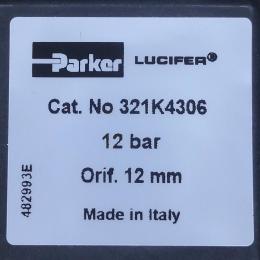 Parker LUCIFER®
Cat. No 321K4306
12 bar
Orif. 12 mm
Made in Italy
482993E